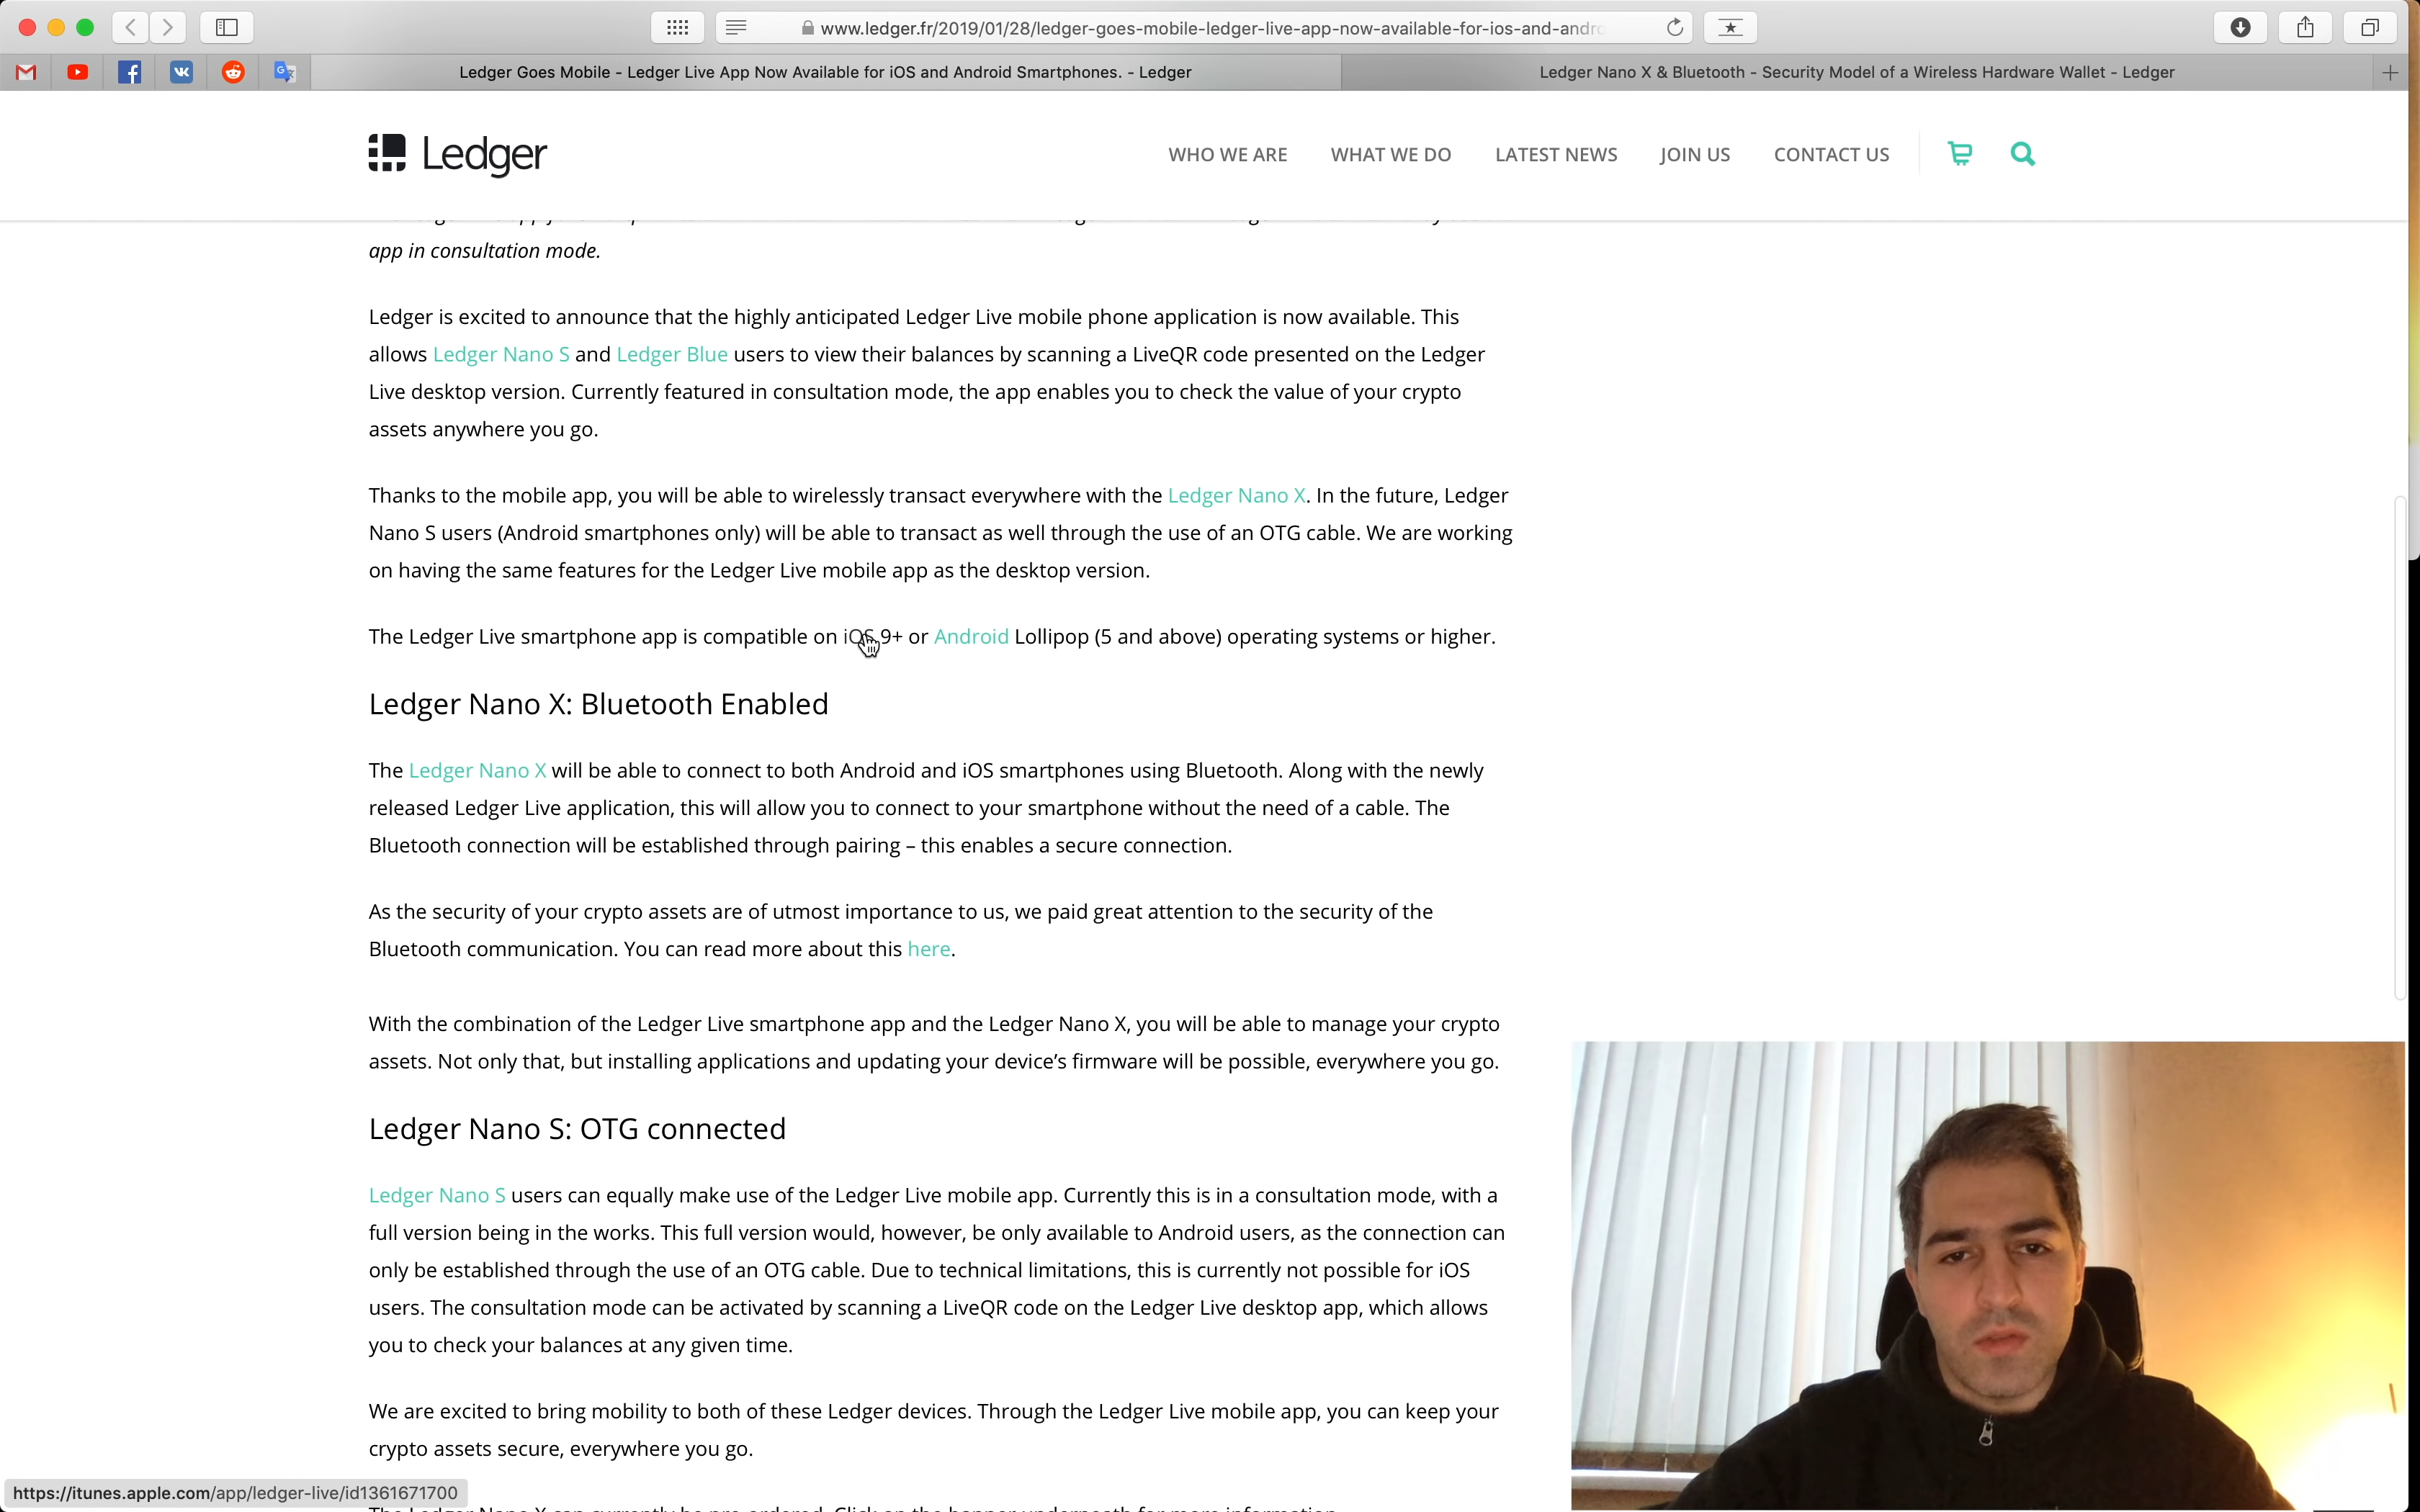 www.ledger.fr/2019/01/28/ledger-goes-mobile-ledger-live-app-now-available-for-ios-and-andro
Ledger Goes Mobile - Ledger Live App Now Available for iOS and Android Smartphones. - Ledger
Ledger Nano X & Bluetooth - Security Model of a Wireless Hardware Wallet - Ledger
Ledger
WHO WE ARE
WHAT WE DO
LATEST NEWS
JOIN US
CONTACT US
app in consultation mode.
Ledger is excited to announce that the highly anticipated Ledger Live mobile phone application is now available. This
allows Ledger Nano S and Ledger Blue users to view their balances by scanning a LiveQR code presented on the Ledger
Live desktop version. Currently featured in consultation mode, the app enables you to check the value of your crypto
assets anywhere you go.
Thanks to the mobile app, you will be able to wirelessly transact everywhere with the Ledger Nano X. In the future, Ledger
Nano S users (Android smartphones only) will be able to transact as well through the use of an OTG cable. We are working
on having the same features for the Ledger Live mobile app as the desktop version.
The Ledger Live smartphone app is compatible on iOS 9+ or Android Lollipop (5 and above) operating systems or higher.
Ledger Nano X: Bluetooth Enabled
The Ledger Nano X will be able to connect to both Android and iOS smartphones using Bluetooth. Along with the newly
released Ledger Live application, this will allow you to connect to your smartphone without the need of a cable. The
Bluetooth connection will be established through pairing – this enables a secure connection.
As the security of your crypto assets are of utmost importance to us, we paid great attention to the security of the
Bluetooth communication. You can read more about this here.
With the combination of the Ledger Live smartphone app and the Ledger Nano X, you will be able to manage your crypto
assets. Not only that, but installing applications and updating your device’s firmware will be possible, everywhere you go.
Ledger Nano S: OTG connected
Ledger Nano S users can equally make use of the Ledger Live mobile app. Currently this is in a consultation mode, with a
full version being in the works. This full version would, however, be only available to Android users, as the connection can
only be established through the use of an OTG cable. Due to technical limitations, this is currently not possible for iOS
users. The consultation mode can be activated by scanning a LiveQR code on the Ledger Live desktop app, which allows
you to check your balances at any given time.
We are excited to bring mobility to both of these Ledger devices. Through the Ledger Live mobile app, you can keep your
crypto assets secure, everywhere you go.
https://itunes.apple.com/app/ledger-live/id1361671700